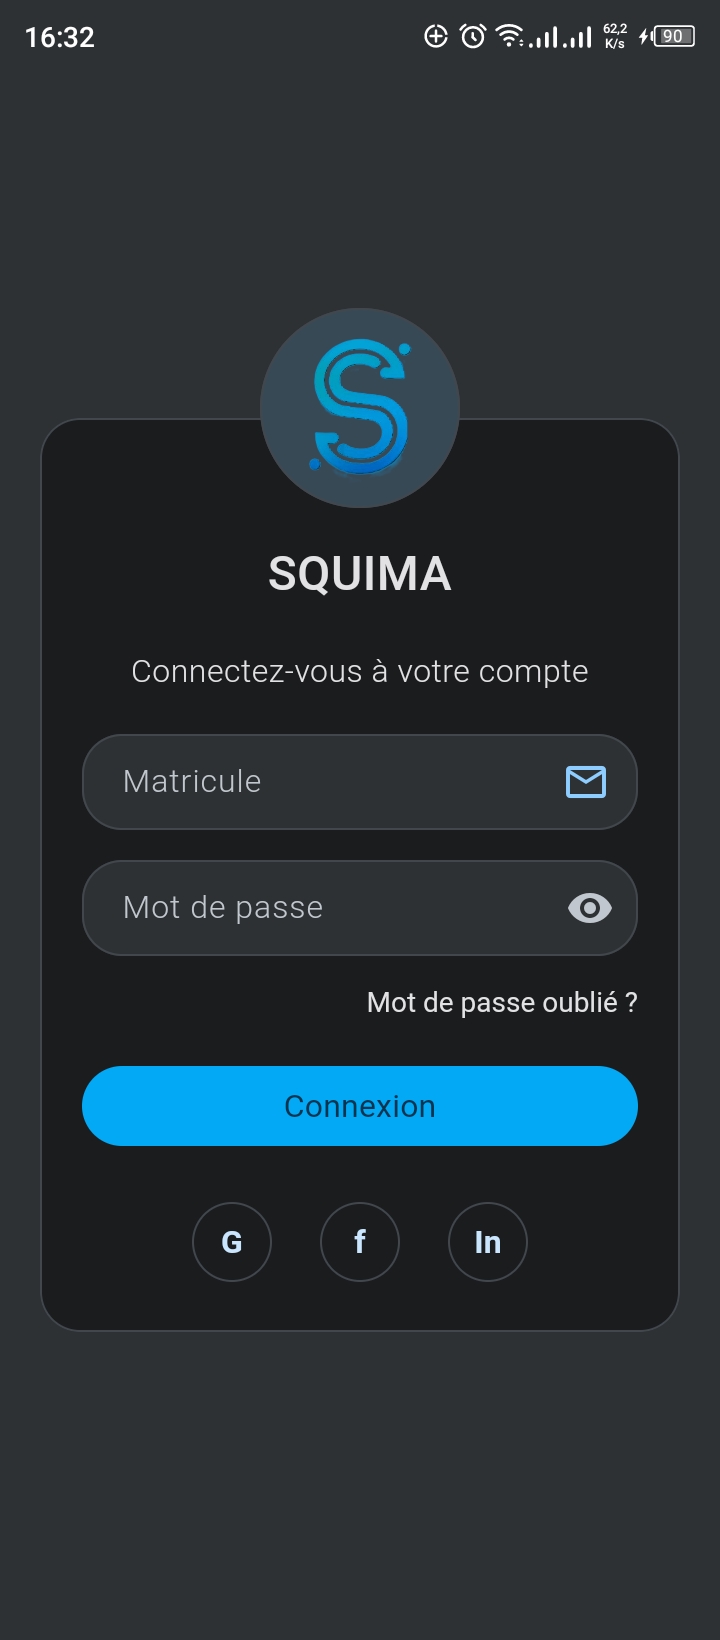 16:32
62,2
K/s
90
S
SQUIMA
Connectez-vous à votre compte
Matricule
Mot de passe
Mot de passe oublié ?
Connexion
G f In